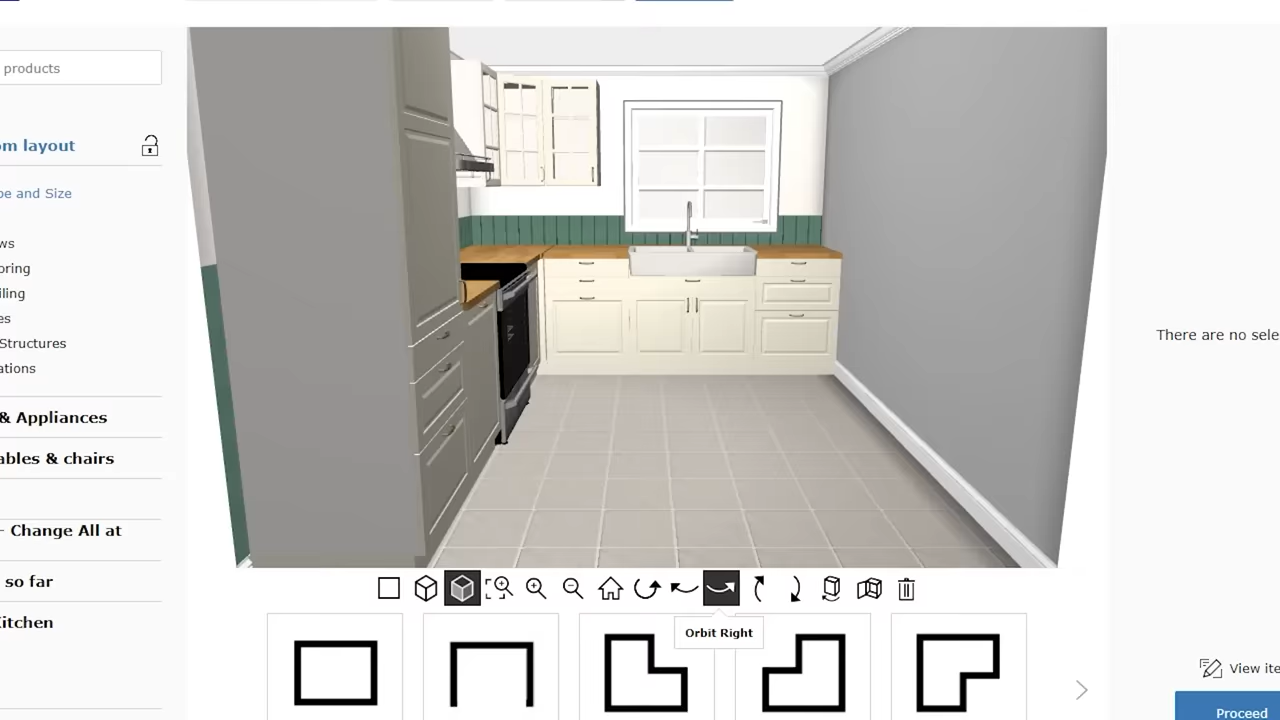 products
om layout
pe and Size
ws
oring
iling
es
Structures
ations
& Appliances
ables & chairs
- Change All at
so far
Kitchen
There are no sele
Orbit Right
View ite
Proceed